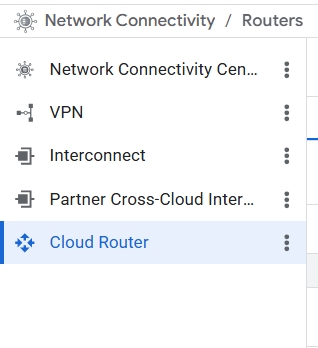 Network Connectivity / Routers
Network Connectivity Cen...
VPN
Interconnect
Partner Cross-Cloud Inter...
Cloud Router